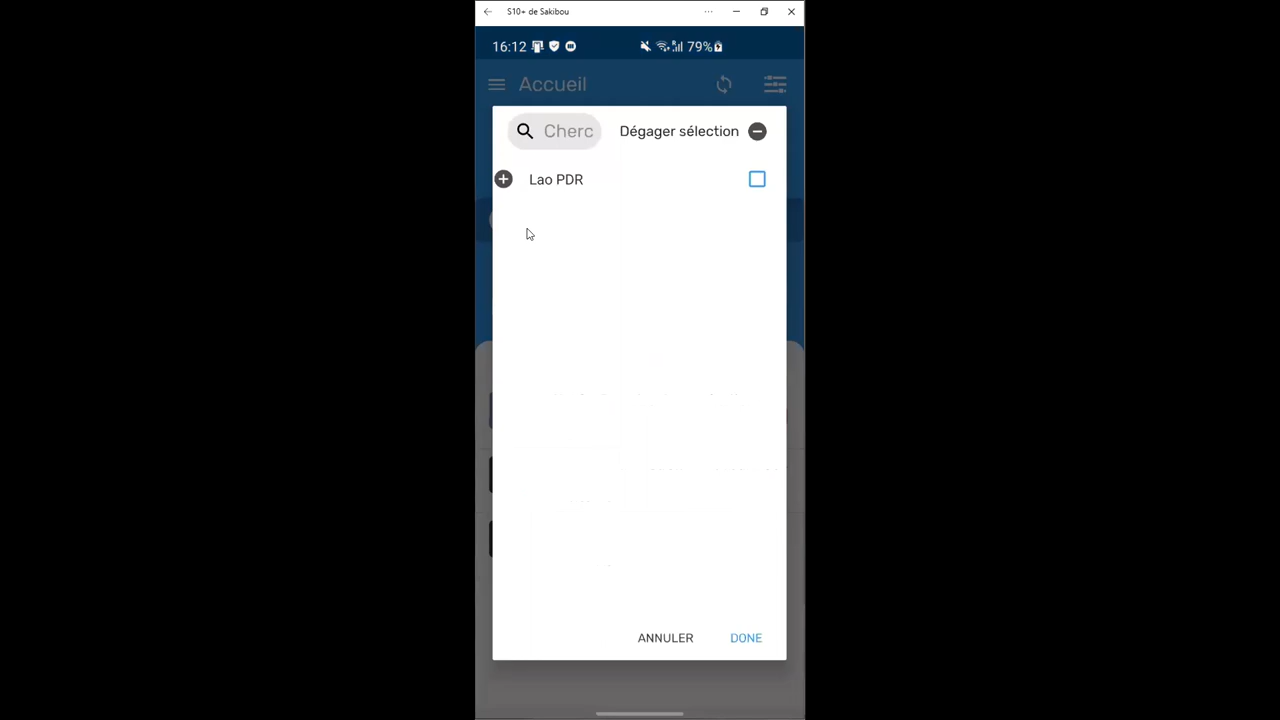 S10+ de Sakibou
16:12 79%
Accueil
Cherc Dégager sélection
Lao PDR
ANNULER DONE